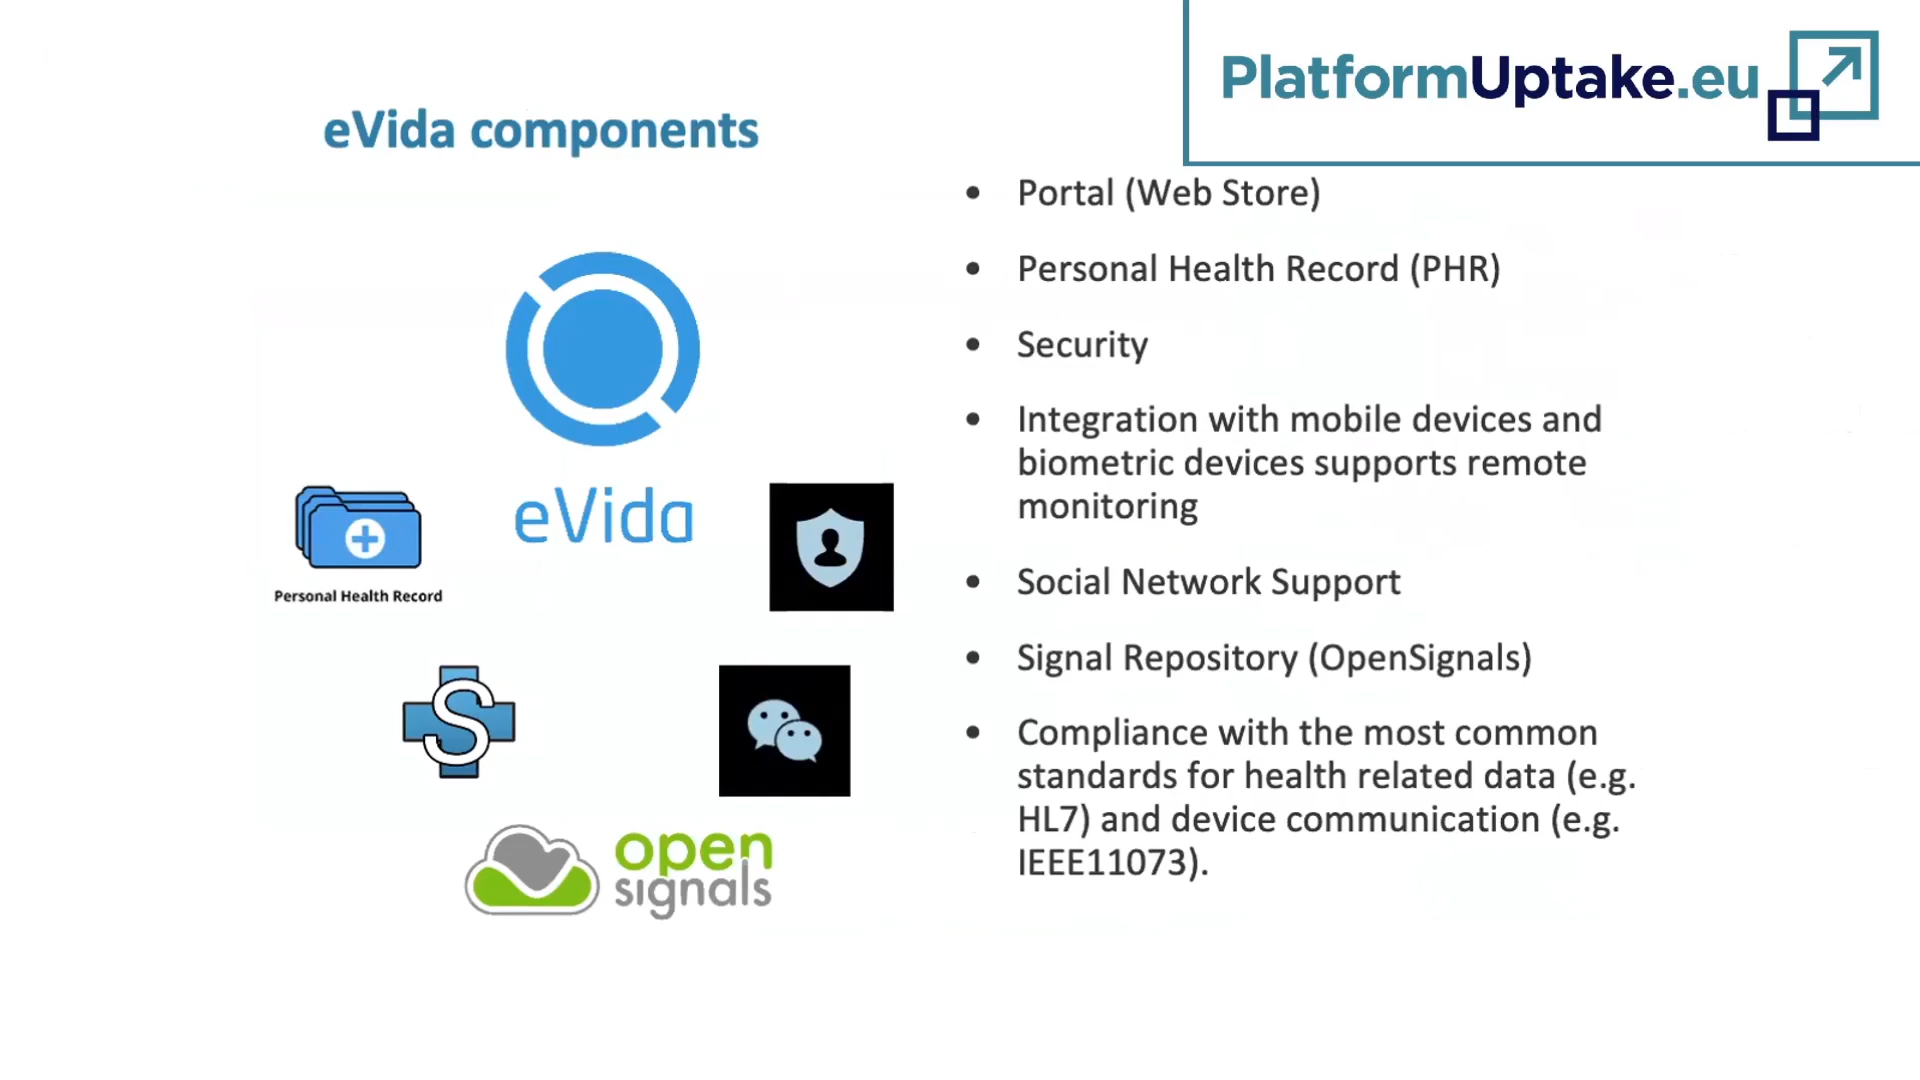 PlatformUptake.eu
eVida components
• Portal (Web Store)
• Personal Health Record (PHR)
• Security
• Integration with mobile devices and
biometric devices supports remote
monitoring
• Social Network Support
• Signal Repository (OpenSignals)
• Compliance with the most common
standards for health related data (e.g.
HL7) and device communication (e.g.
IEEE11073).
eVida
Personal Health Record
S
open
signals